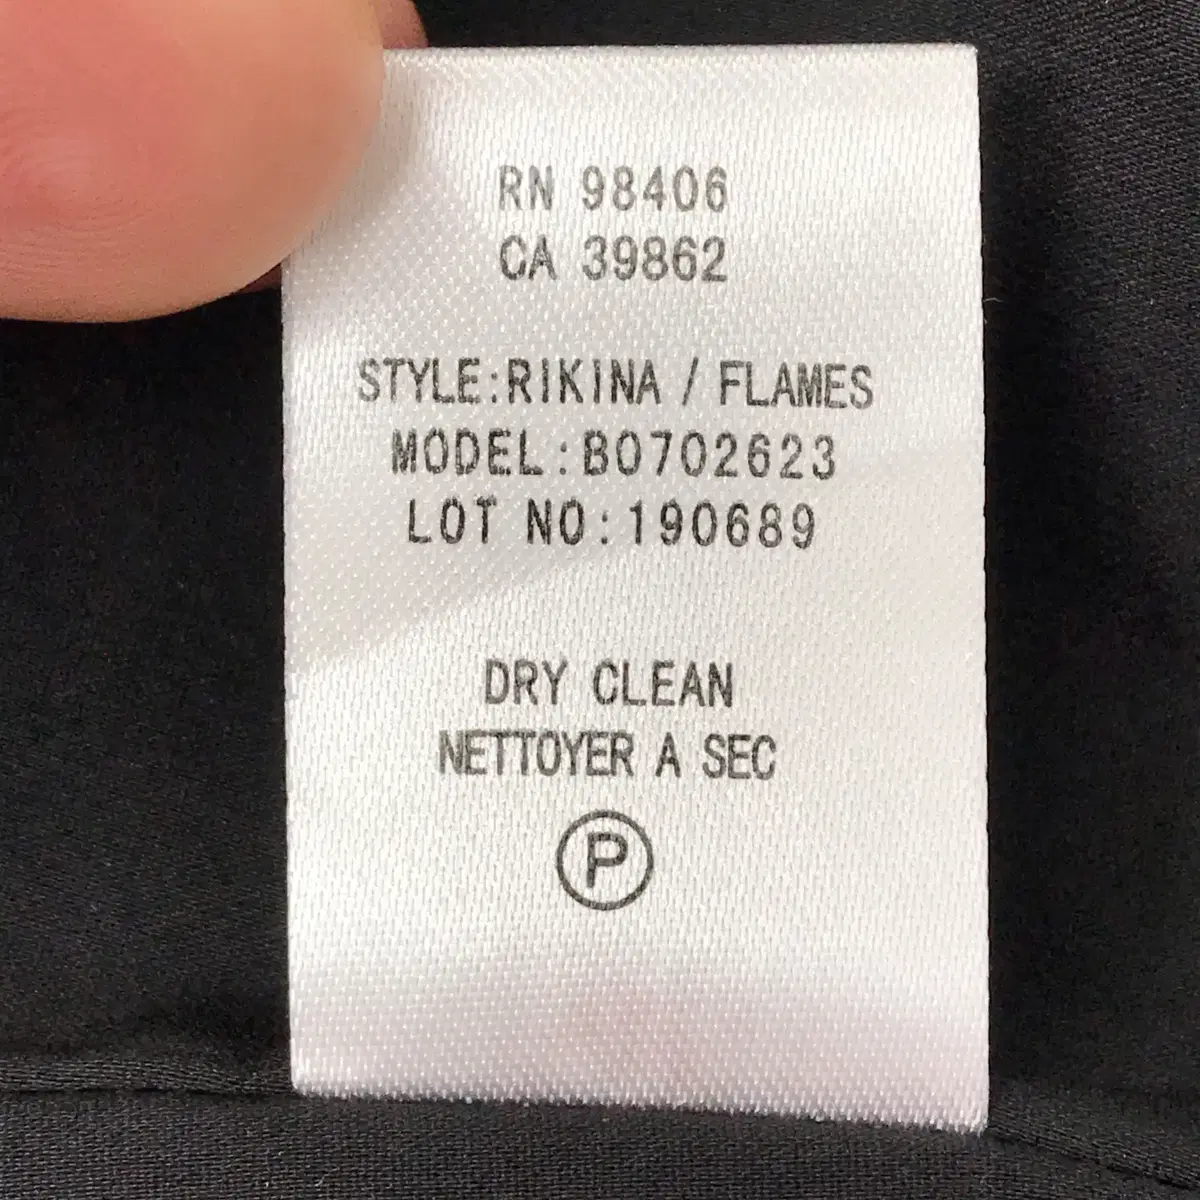 RN 98406
CA 39862
STYLE:RIKINA / FLAMES
MODEL:B0702623
LOT NO:190689
DRY CLEAN
NETTOYER A SEC
P